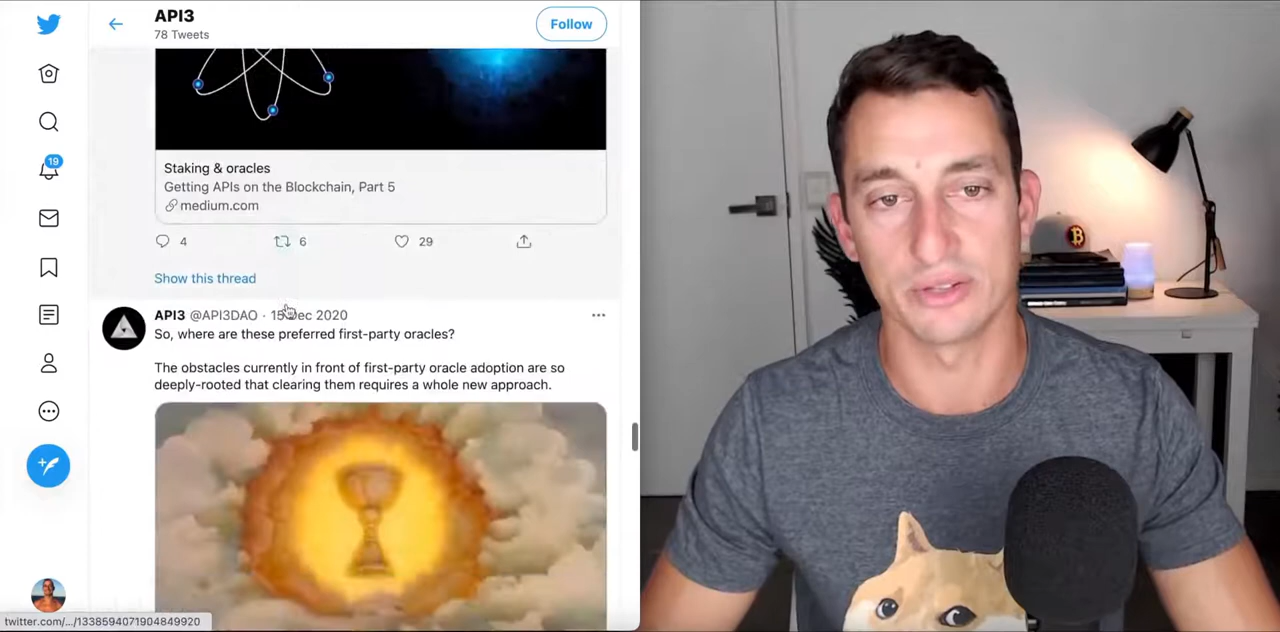 API3
78 Tweets
Follow
Staking & oracles
Getting APIs on the Blockchain, Part 5
medium.com
4
6
29
Show this thread
API3 @API3DAO · 15 Dec 2020
So, where are these preferred first-party oracles?
The obstacles currently in front of first-party oracle adoption are so
deeply-rooted that clearing them requires a whole new approach.
19
twitter.com/.../1338594071904849920